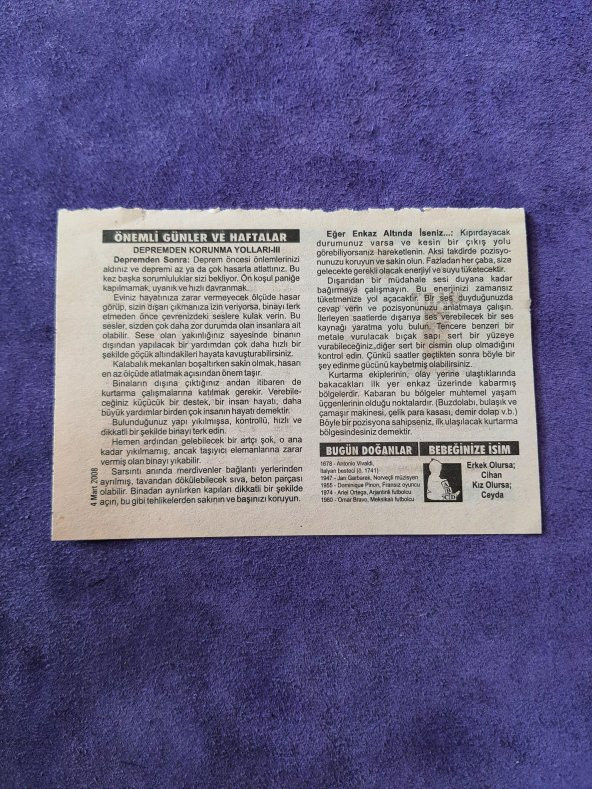 ÖNEMLİ GÜNLER VE HAFTALAR
DEPREMDEN KORUNMA YOLLARI-III
Depremden Sonra: Deprem öncesi önlemlerinizi
aldınız ve depremi az ya da çok hasarla atlattınız. Bu
kez başka sorumluluklar sizi bekliyor. Ön koşul paniğe
kapılmamak, uyanık ve hızlı davranmak.
Eviniz hayatınıza zarar vermeyecek ölçüde hasar
görüp, sizin dışarı çıkmanıza izin veriyorsa, binayı terk
etmeden önce çevrenizdeki seslere kulak verin. Bu
sesler, sizden çok daha zor durumda olan insanlara ait
olabilir. Sese olan yakınlığınız sayesinde binanın
dışından yapılacak bir yardımdan çok daha hızlı bir
şekilde göçük altındakileri hayata kavuşturabilirsiniz.
Kalabalık mekanları boşaltırken sakin olmak, hasarı
en az ölçüde atlatmak açısından önem taşır.
Binaların dışına çıktığınız andan itibaren de
kurtarma çalışmalarına katılmak gerekir. Verebile-
ceğiniz küçücük bir destek, bir insan hayatı, daha
büyük yardımlar birden çok insanın hayatı demektir.
Bulunduğunuz yapı yıkılmışsa, kontrollü, hızlı ve
dikkatli bir şekilde binayı terk edin.
Hemen ardından gelebilecek bir artçı şok, o ana
kadar yıkılmamış, ancak taşıyıcı elemanlarına zarar
vermiş olan binayı yıkabilir.
Sarsıntı anında merdivenler bağlantı yerlerinden
ayrılmış, tavandan dökülebilecek sıva, beton parçası
olabilir. Binadan ayrılırken kapıları dikkatli bir şekilde
açın, bu gibi tehlikelerden sakının ve başınızı koruyun.
4 Mart 2008
Eğer Enkaz Altında İseniz...: Kıpırdayacak
durumunuz varsa ve kesin bir çıkış yolu
görebiliyorsanız hareketlenin. Aksi takdirde pozisyo-
nunuzu koruyun ve sakin olun. Fazladan her çaba, size
gelecekte gerekli olacak enerjiyi ve suyu tüketecektir.
Dışarıdan bir müdahale sesi duyana kadar
bağırmaya çalışmayın. Bu enerjinizi zamansız
tüketmenize yol açacaktır. Bir ses duyduğunuzda
cevap verin ve pozisyonunuzu anlatmaya çalışın.
İlerleyen saatlerde dışarıya ses verebilecek bir ses
kaynağı yaratma yolu bulun. Tencere benzeri bir
metale vurulacak bıçak sapı sert bir yüzeye
vurabileceğiniz,diğer sert bir cismin olup olmadığını
kontrol edin. Çünkü saatler geçtikten sonra böyle bir
şey edinme gücünü kaybetmiş olabilirsiniz.
Kurtarma ekiplerinin, olay yerine ulaştıklarında
bakacakları ilk yer enkaz üzerinde kabarmış
bölgelerdir. Kabaran bu bölgeler muhtemel yaşam
üçgenlerinin olduğu noktalardır. (Buzdolabı, bulaşık ve
çamaşır makinesi, çelik para kasası, demir dolap v.b.)
Böyle bir pozisyona sahipseniz, ilk ulaşılacak kurtarma
bölgesindesiniz demektir.
BUGÜN DOĞANLAR
1678 - Antonio Vivaldi,
İtalyan besteci (ö. 1741)
1947 - Jan Garbarek, Norveçli müzisyen
1955 - Dominique Pinon, Fransız oyuncu
1974 - Ariel Ortega, Arjantinli futbolcu
1980 - Omar Bravo, Meksikalı futbolcu
BEBEĞİNİZE İSİM
Erkek Olursa;
Cihan
Kız Olursa;
Ceyda